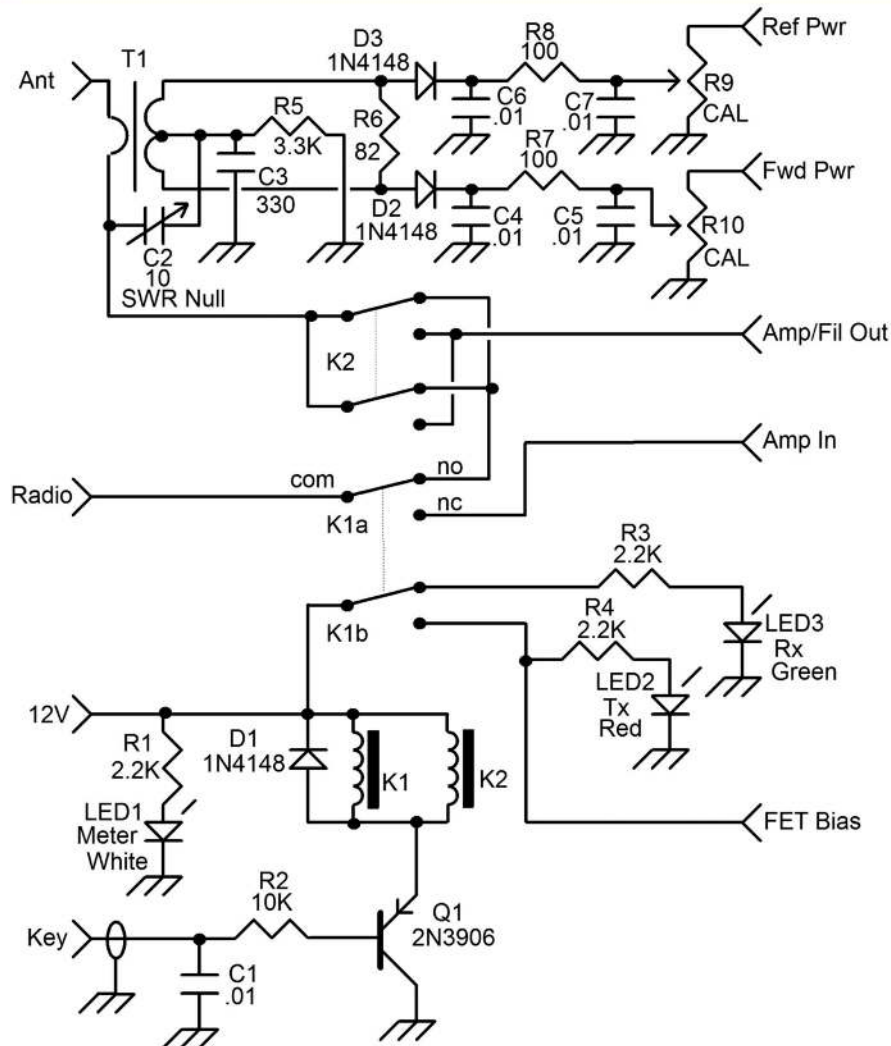 Ref Pwr
R8
100
D3
1N4148
T1
Ant
R9
CAL
C6
.01
C7
.01
R5
3.3K
R6
82
R7
100
Fwd Pwr
C3
330
D2
1N4148
C4
.01
C5
.01
R10
CAL
C2
10
SWR Null
K2
Amp/Fil Out
Amp In
com
no
Radio
nc
K1a
R3
2.2K
R4
2.2K
K1b
LED3
Rx
Green
LED2
Tx
Red
12V
R1
2.2K
D1
1N4148
K1
K2
LED1
Meter
White
FET Bias
R2
10K
Q1
2N3906
Key
C1
.01